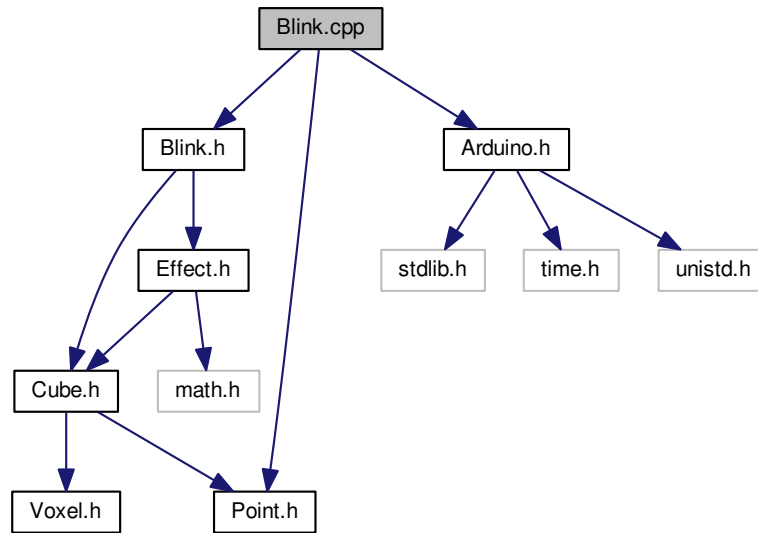 Blink.cpp
Blink.h
Arduino.h
Effect.h
stdlib.h
time.h
unistd.h
Cube.h
math.h
Voxel.h
Point.h